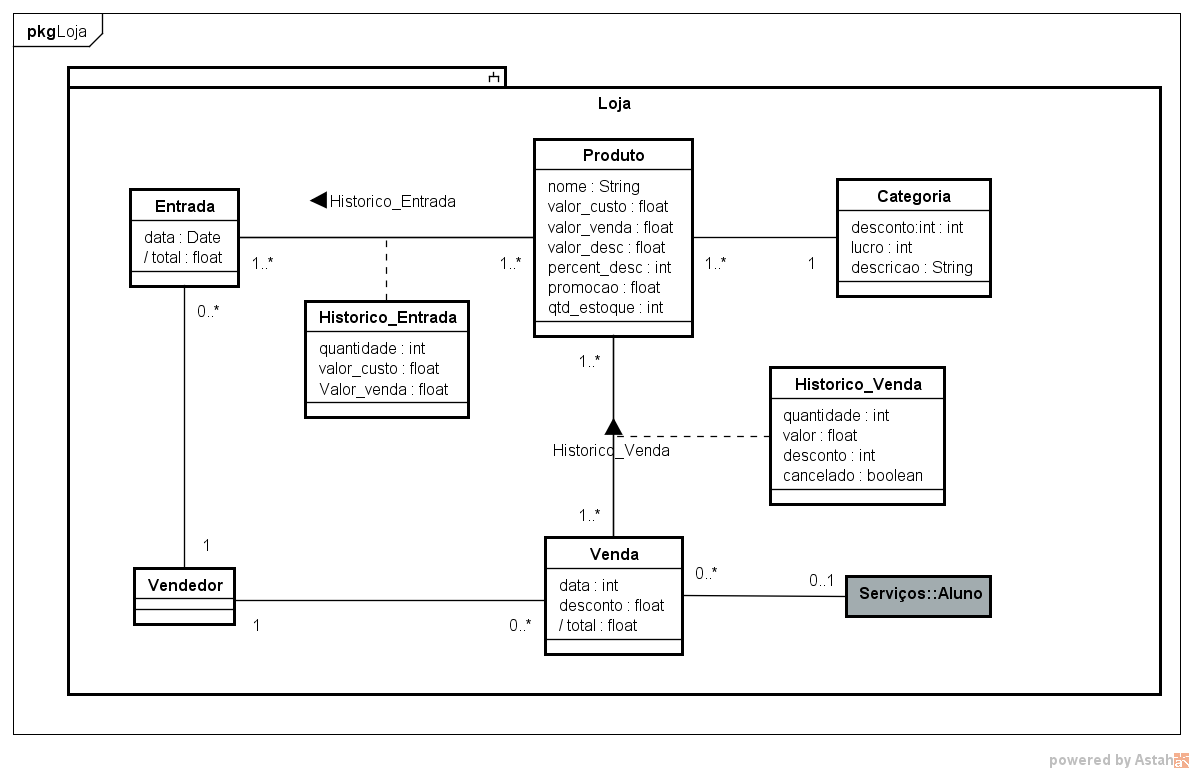 pkgLoja
Loja
Produto
nome : String
valor_custo : float
valor_venda : float
valor_desc : float
percent_desc : int
promocao : float
qtd_estoque : int
Entrada
data : Date
/ total : float
Historico_Entrada
Categoria
desconto:int : int
lucro : int
descricao : String
1..*
1..*
1..*
1
Historico_Entrada
quantidade : int
valor_custo : float
Valor_venda : float
0..*
1..*
Historico_Venda
quantidade : int
valor : float
desconto : int
cancelado : boolean
Historico_Venda
1..*
1
Vendedor
Venda
data : int
desconto : float
/ total : float
0..*
0..1
Serviços::Aluno
1
0..*
powered by Astah